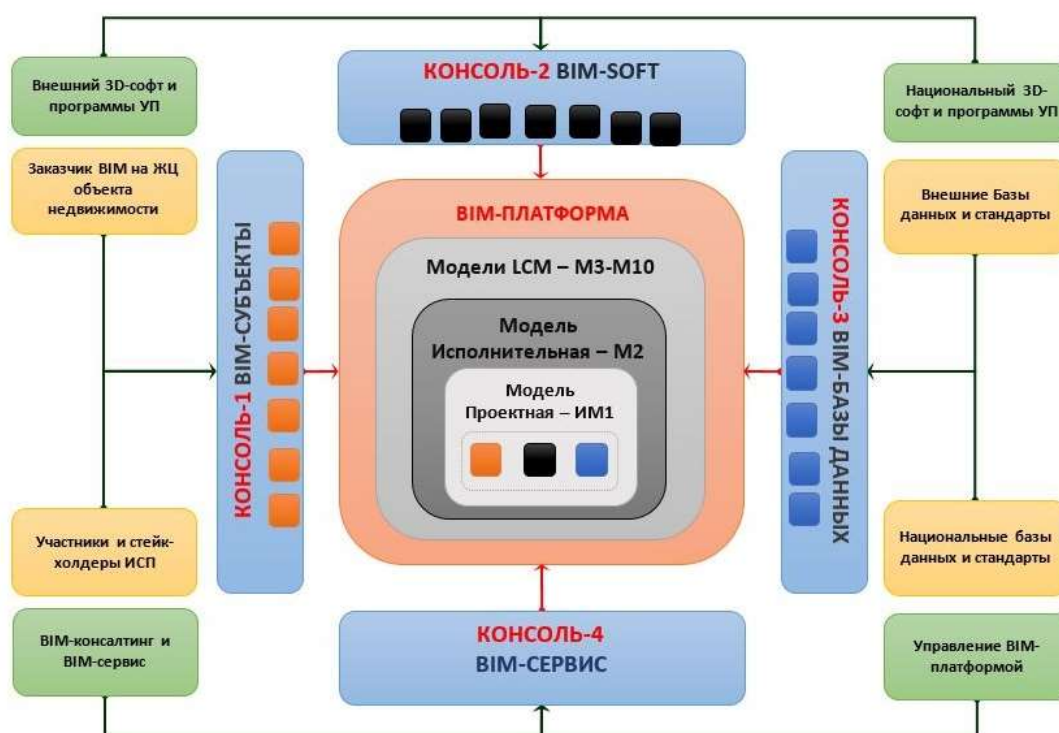 КОНСОЛЬ-2 BIM-SOFT
Внешний 3D-софт и
программы УП
Национальный 3D-
софт и программы УП
Заказчик BIM на ЖЦ
объекта
недвижимости
Внешние Базы
данных и стандарты
КОНСОЛЬ-1 BIM-СУБЪЕКТЫ
BIM-ПЛАТФОРМА
Модели LCM – М3-М10
Модель
Исполнительная – М2
Модель
Проектная – ИМ1
КОНСОЛЬ-3 BIM-БАЗЫ ДАННЫХ
Участники и стейк-
холдеры ИСП
Национальные базы
данных и стандарты
BIM-консалтинг и
BIM-сервис
КОНСОЛЬ-4
BIM-СЕРВИС
Управление BIM-
платформой